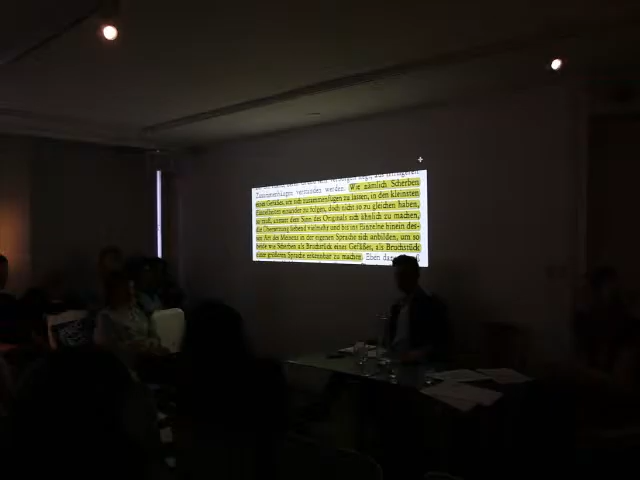 Zusammenhängen verstanden werden. Wie nämlich Scherben
eines Gefäßes, um sich zusammenfügen zu lassen, in den kleinsten
Einzelheiten einander zu folgen, doch nicht so zu gleichen haben,
so muß, anstatt dem Sinn des Originals sich ähnlich zu machen,
die Übersetzung liebend vielmehr und bis ins Einzelne hinein des-
sen Art des Meinens in der eigenen Sprache sich anbilden, um so
beide wie Scherben als Bruchstück eines Gefäßes, als Bruchstück
einer größeren Sprache erkennbar zu machen. Eben